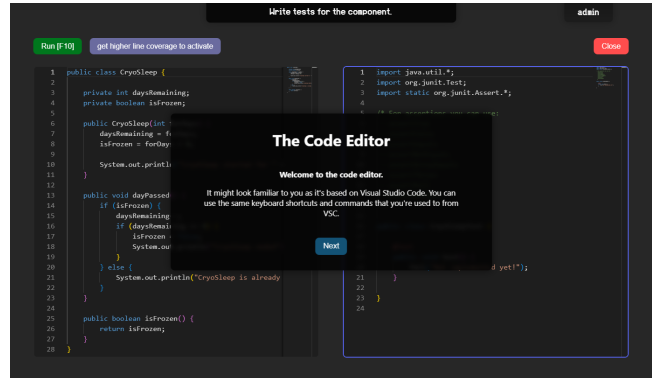 Write tests for the component.
admin
Run [F10]
get higher line coverage to activate
Close
1 public class CryoSleep {
2
3 private int daysRemaining;
4 private boolean isFrozen;
5
6 public CryoSleep(int
7 daysRemaining =
8 isFrozen = forDay
9
10 System.out.printl
11 }
12
13 public void dayPassed
14 if (isFrozen) {
15 daysRemaining
16 if (daysRemai
17 isFrozen
18 System.ou
19 }
20 } else {
21 System.out.println("CryoSleep is already
22 }
23 }
24
25 public boolean isFrozen() {
26 return isFrozen;
27 }
28 }
1 import java.util.*;
2 import org.junit.Test;
3 import static org.junit.Assert.*;
4
5
d yet!");
21 }
22
23 }
24
The Code Editor
Welcome to the code editor.
It might look familiar to you as it's based on Visual Studio Code. You can
use the same keyboard shortcuts and commands that you're used to from
VSC.
Next